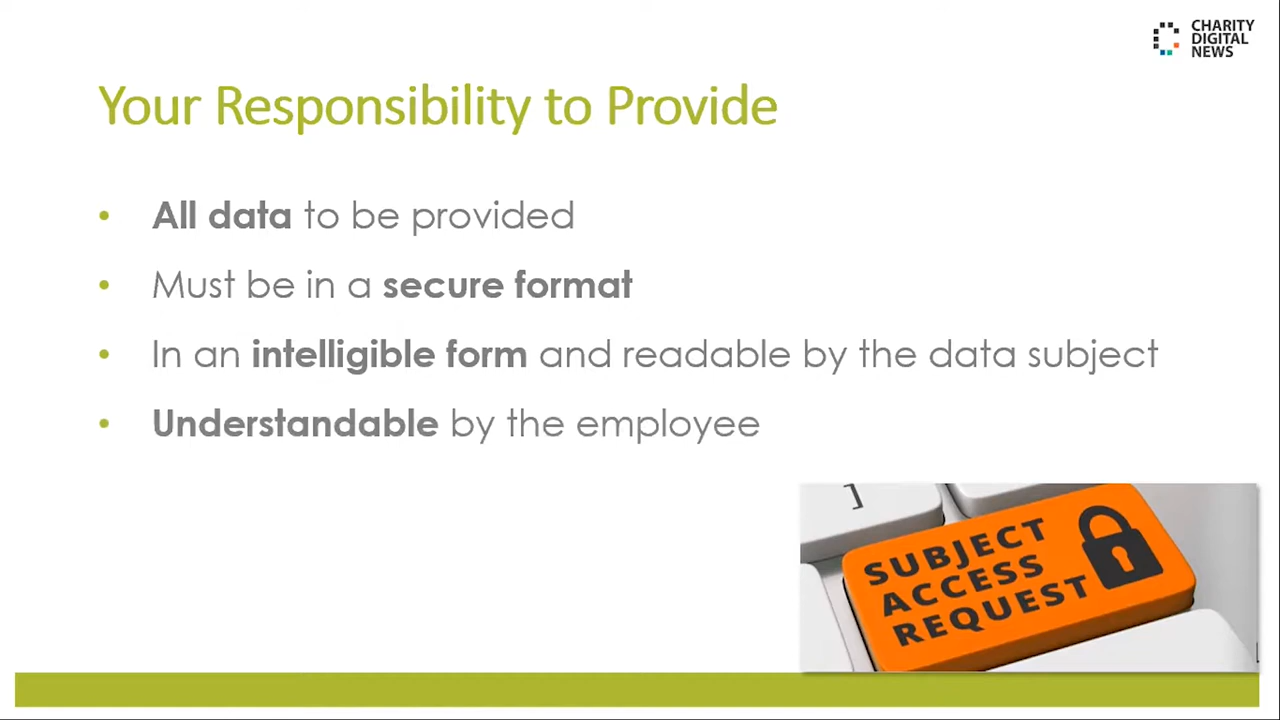 CHARITY
DIGITAL
NEWS
Your Responsibility to Provide
• All data to be provided
• Must be in a secure format
• In an intelligible form and readable by the data subject
• Understandable by the employee
]
SUBJECT
ACCESS
REQUEST